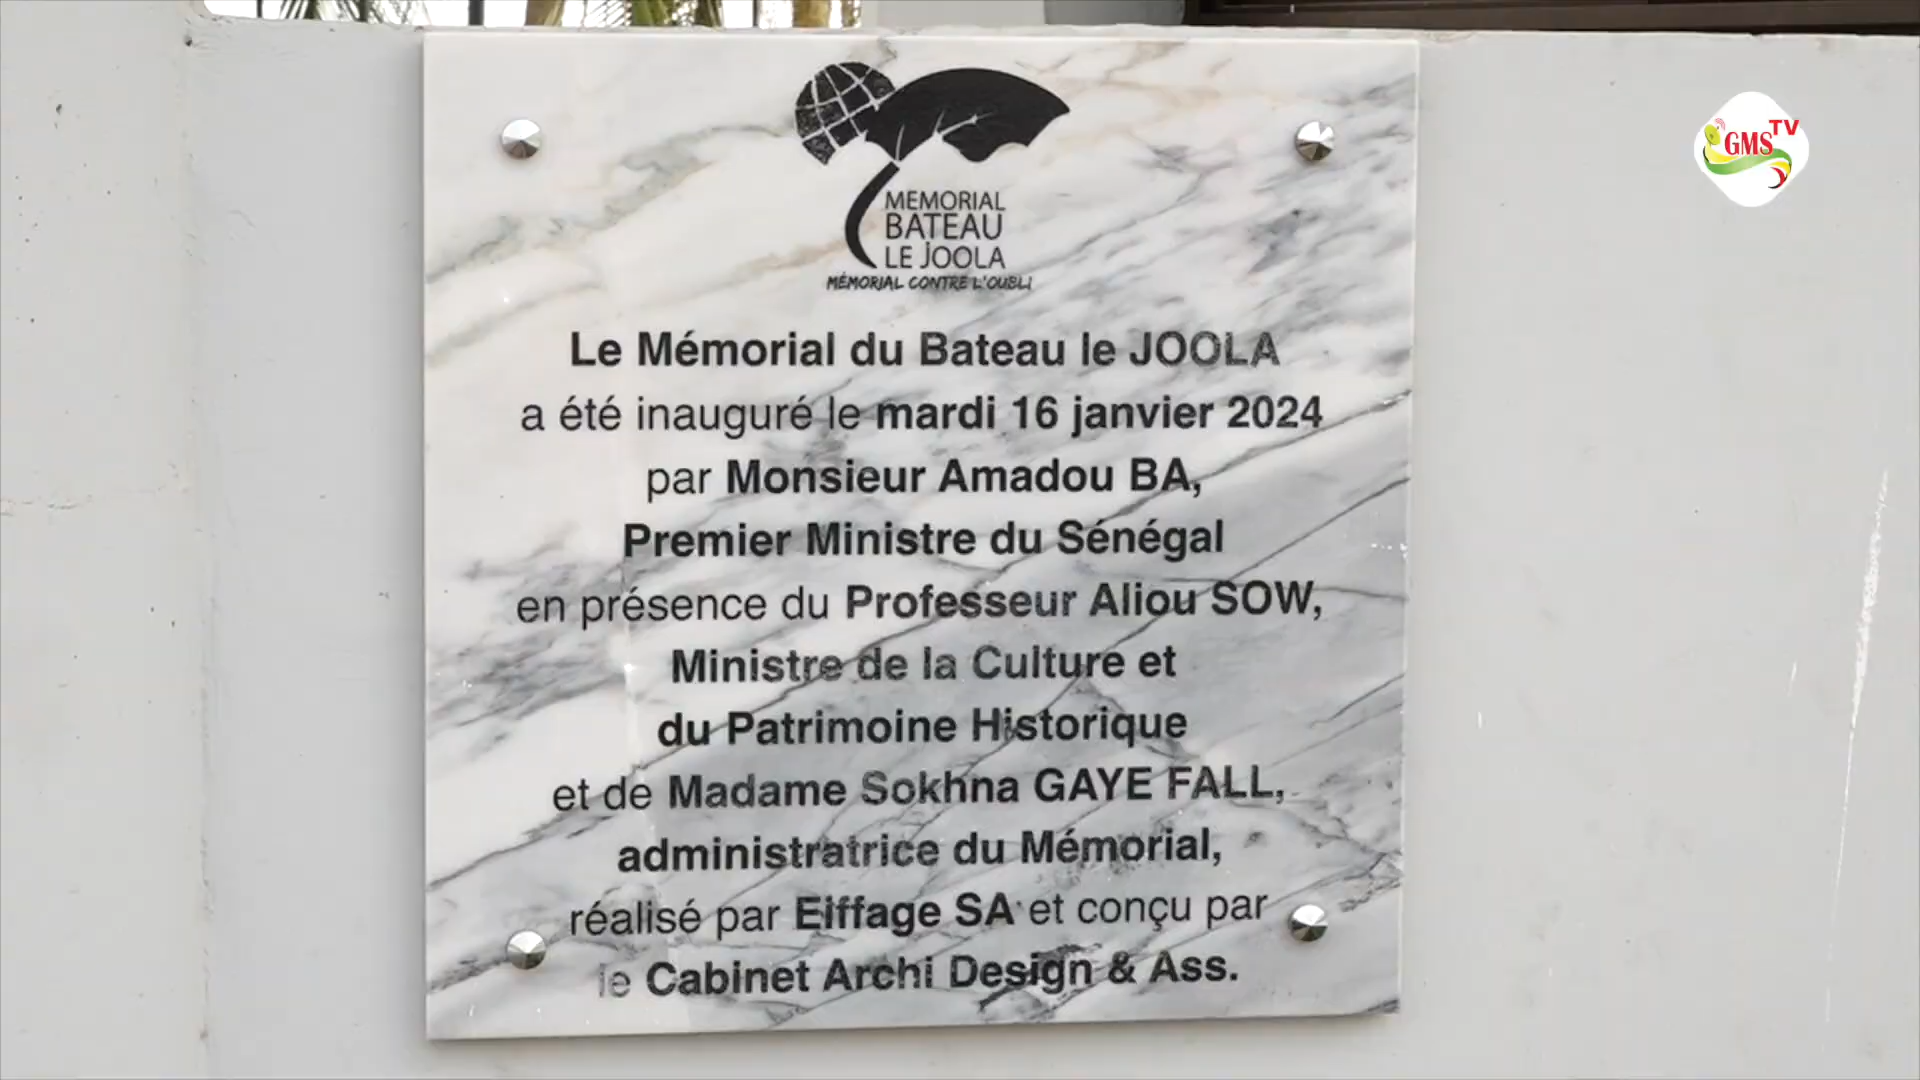 GMS TV
MEMORIAL
BATEAU
LE JOOLA
MÉMORIAL CONTRE L'OUBLI
Le Mémorial du Bateau le JOOLA
a été inauguré le mardi 16 janvier 2024
par Monsieur Amadou BA,
Premier Ministre du Sénégal
en présence du Professeur Aliou SOW,
Ministre de la Culture et
du Patrimoine Historique
et de Madame Sokhna GAYE FALL,
administratrice du Mémorial,
réalisé par Eiffage SA et conçu par
le Cabinet Archi Design & Ass.